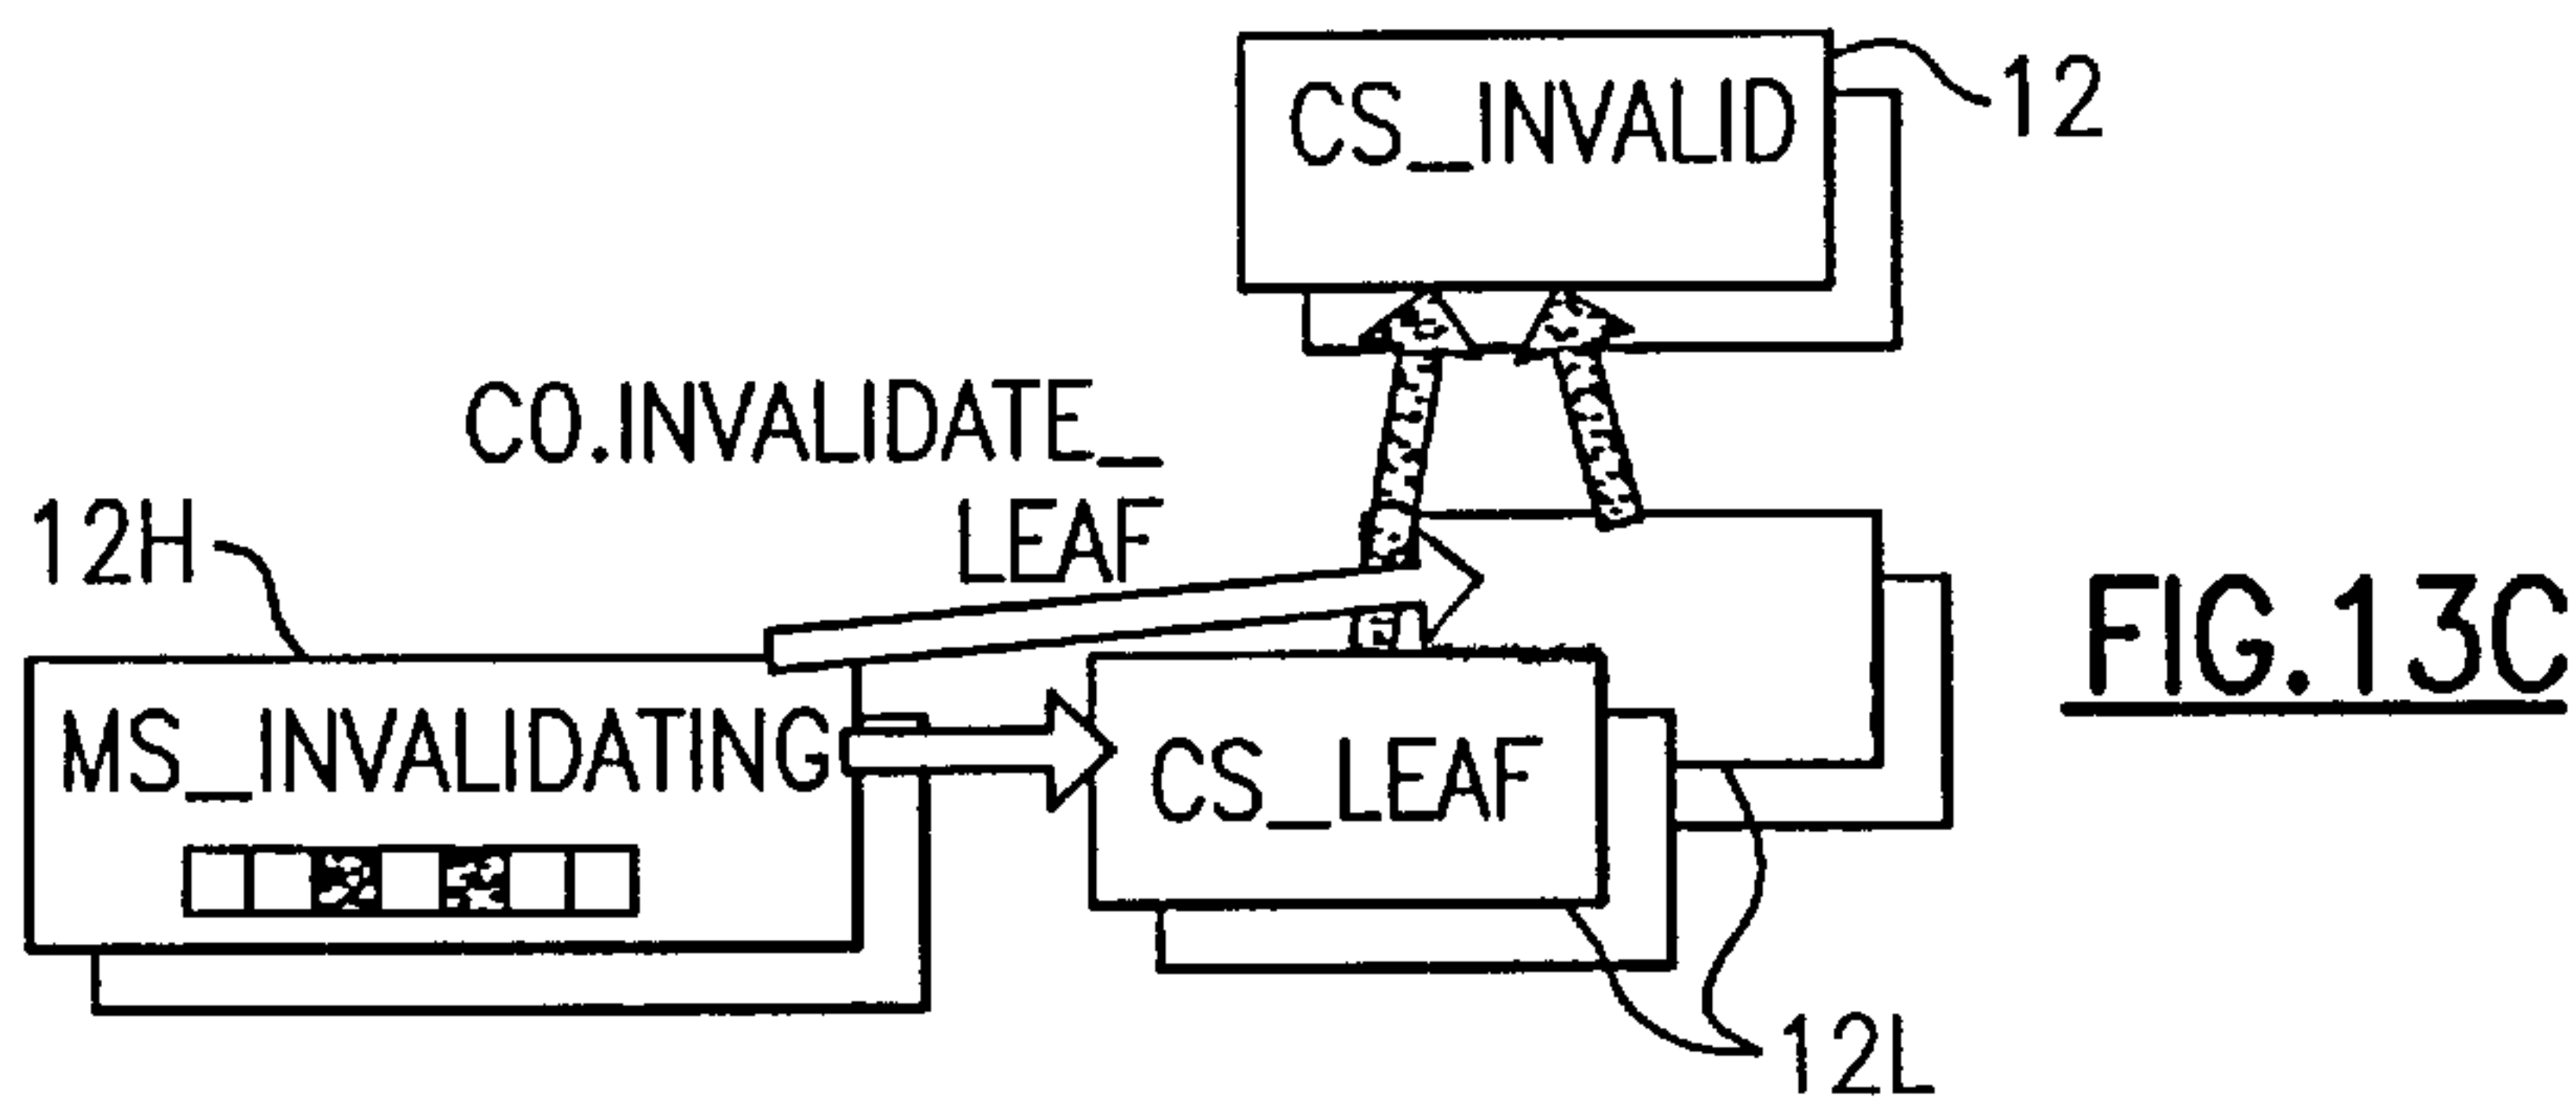 CS_INVALID
12
CO.INVALIDATE_
LEAF
12H
MS_INVALIDATING
CS_LEAF
FIG.13C
12L